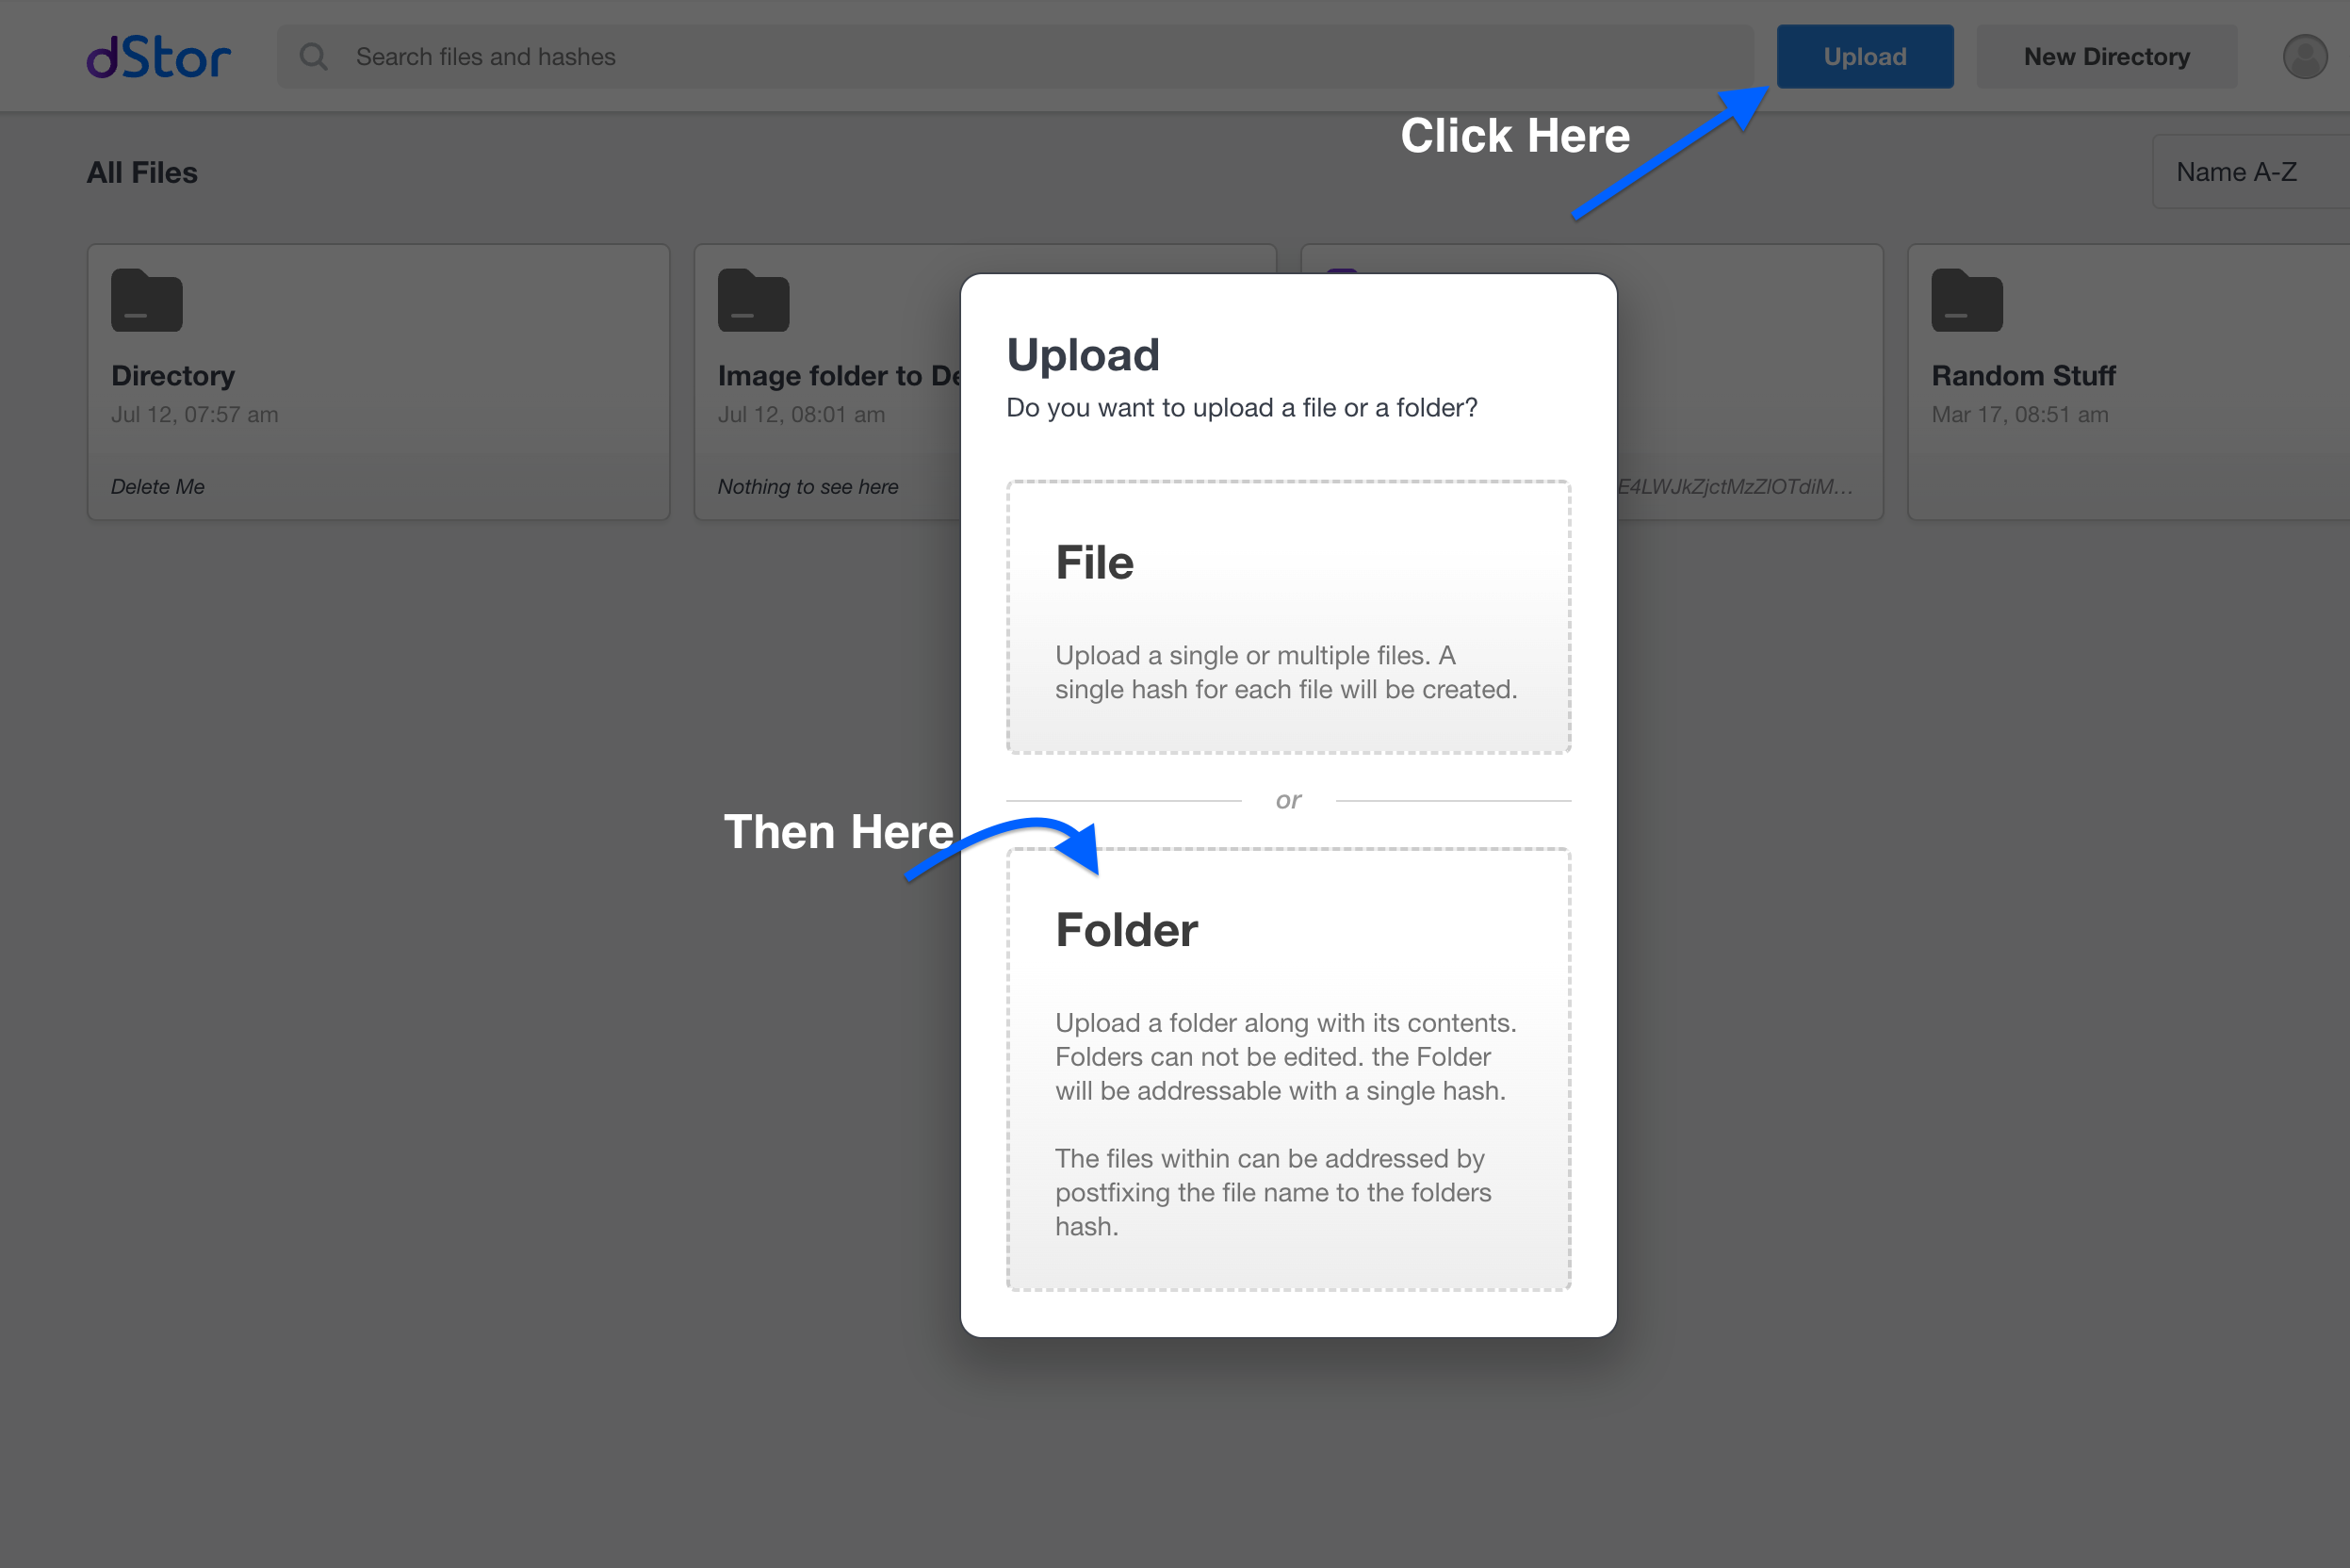 dStor
Search files and hashes
Upload
New Directory
Click Here
All Files
Name A-Z
Directory
Jul 12, 07:57 am
Delete Me
Image folder to De
Jul 12, 08:01 am
Nothing to see here
E4LWJkZjctMzZlOTdiM...
Random Stuff
Mar 17, 08:51 am
Upload
Do you want to upload a file or a folder?
File
Upload a single or multiple files. A
single hash for each file will be created.
or
Then Here
Folder
Upload a folder along with its contents.
Folders can not be edited. the Folder
will be addressable with a single hash.
The files within can be addressed by
postfixing the file name to the folders
hash.